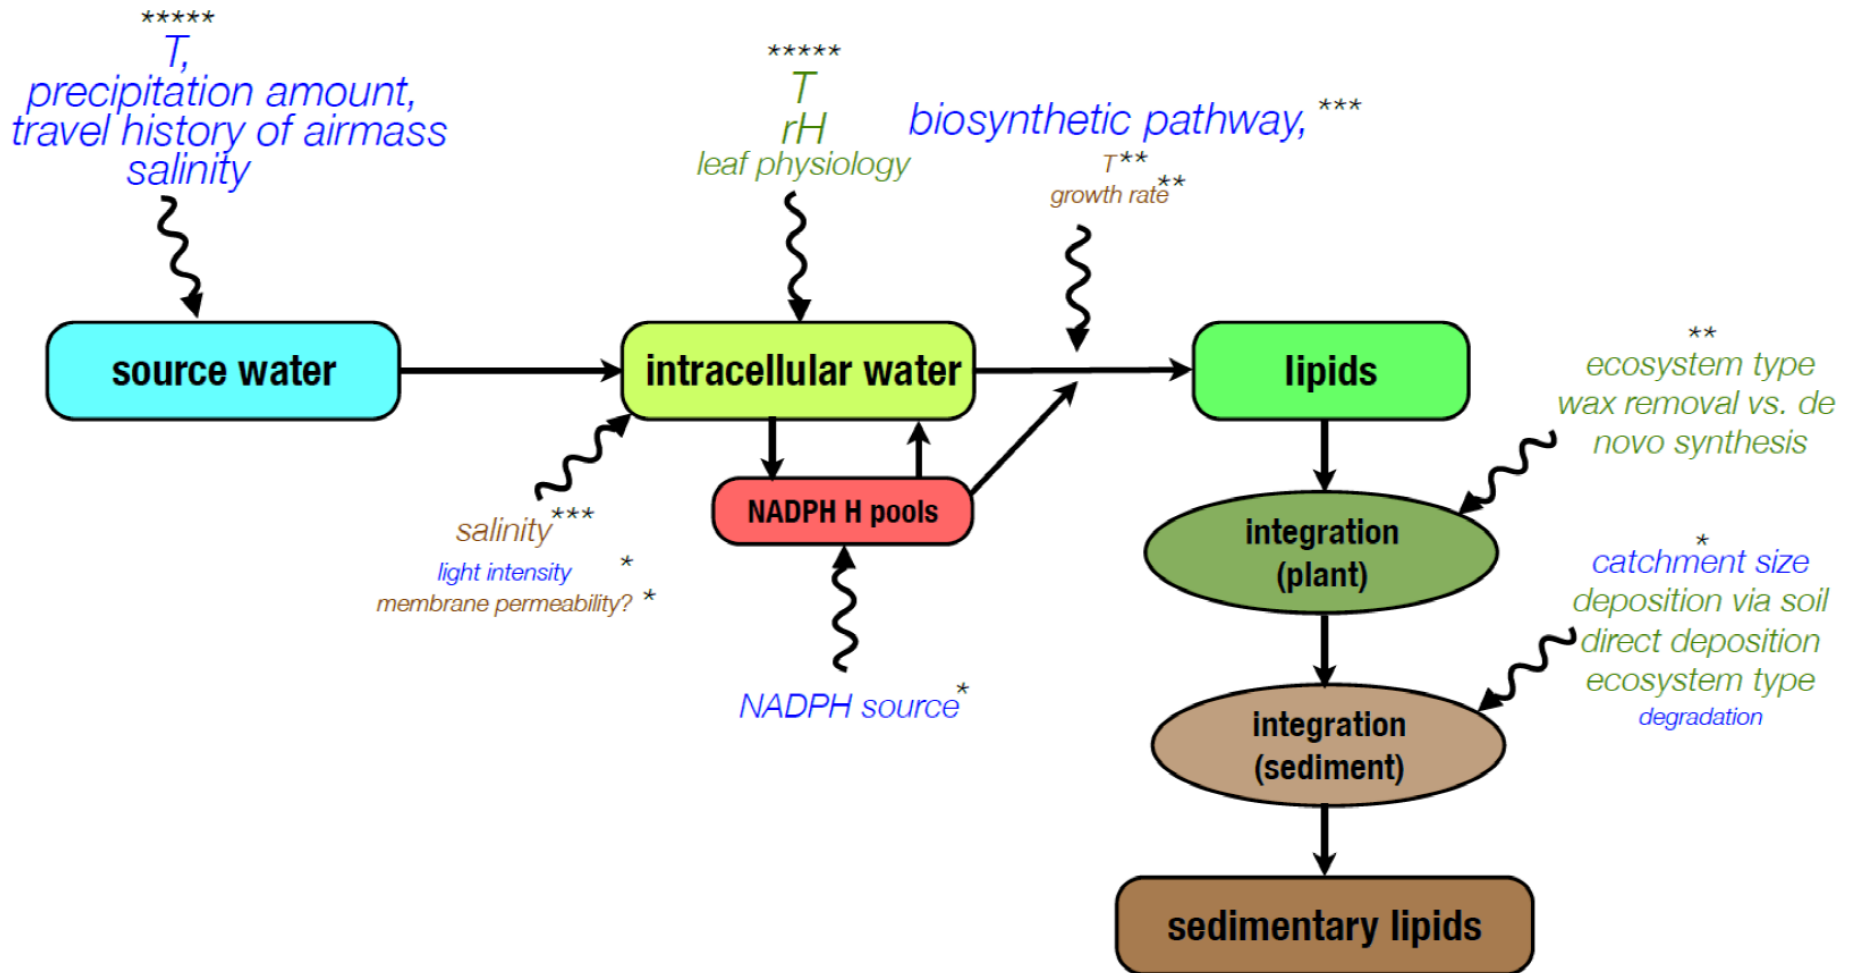 *****
T,
precipitation amount,
travel history of airmass
salinity
*****
T
rH
leaf physiology
biosynthetic pathway, ***
T**
growth rate**
source water
intracellular water
lipids
**
ecosystem type
wax removal vs. de
novo synthesis
NADPH H pools
salinity***
light intensity *
membrane permeability? *
integration
(plant)
*
catchment size
deposition via soil
direct deposition
ecosystem type
degradation
NADPH source*
integration
(sediment)
sedimentary lipids